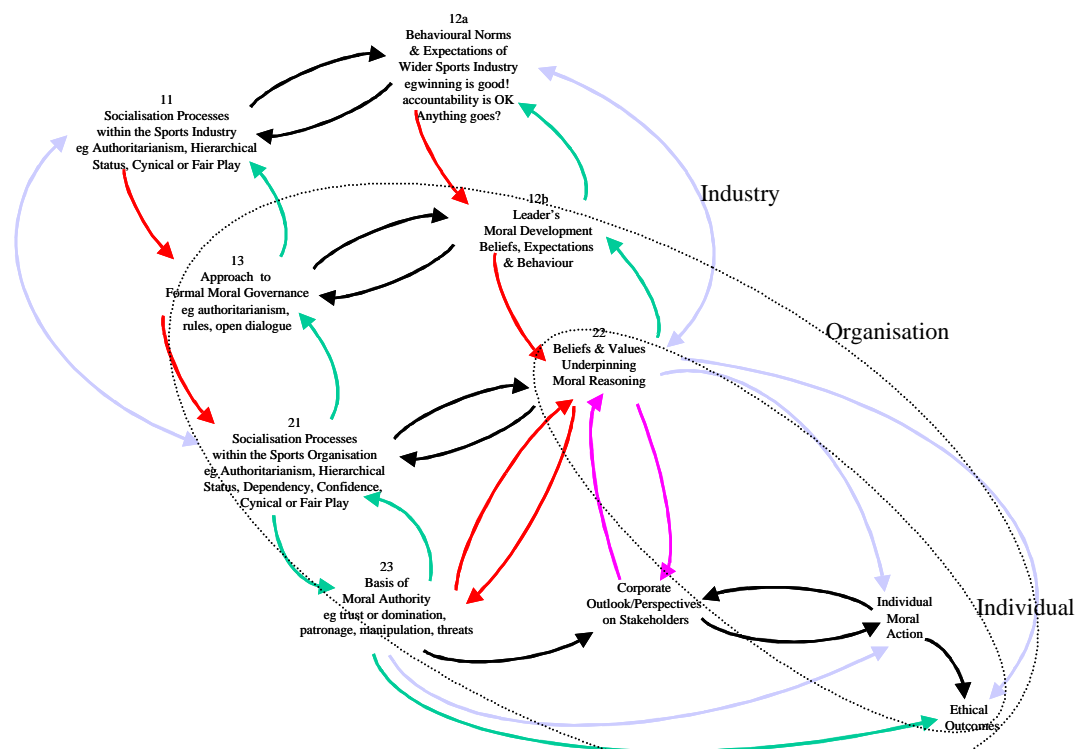 12a
Behavioural Norms
& Expectations of
Wider Sports Industry
egwinning is good!
accountability is OK
Anything goes?
11
Socialisation Processes
within the Sports Industry
eg Authoritarianism, Hierarchical
Status, Cynical or Fair Play
Industry
12b
Leader's
Moral Development
Beliefs, Expectations
& Behaviour
13
Approach to
Formal Moral Governance
eg authoritarianism,
rules, open dialogue
Organisation
22
Beliefs & Values
Underpinning
Moral Reasoning
21
Socialisation Processes
within the Sports Organisation
eg Authoritarianism, Hierarchical
Status, Dependency, Confidence,
Cynical or Fair Play
23
Basis of
Moral Authority
eg trust or domination,
patronage, manipulation, threats
Corporate
Outlook/Perspectives
on Stakeholders
Individual
Moral
Action
Individual
Ethical
Outcomes